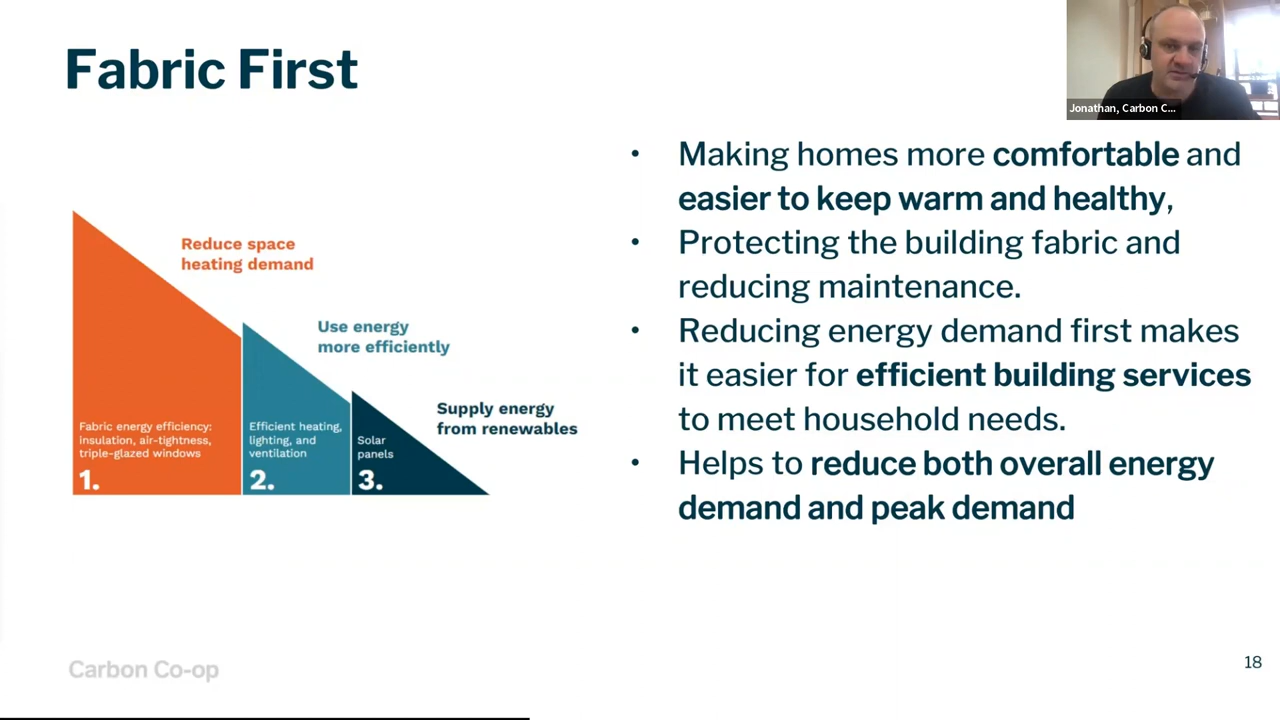 Fabric First
Jonathan, Carbon C...
Reduce space
heating demand
Use energy
more efficiently
Supply energy
from renewables
Fabric energy efficiency:
insulation, air-tightness,
triple-glazed windows
1.
Efficient heating,
lighting, and
ventilation
2.
Solar
panels
3.
• Making homes more comfortable and
easier to keep warm and healthy,
• Protecting the building fabric and
reducing maintenance.
• Reducing energy demand first makes
it easier for efficient building services
to meet household needs.
• Helps to reduce both overall energy
demand and peak demand
Carbon Co-op
18